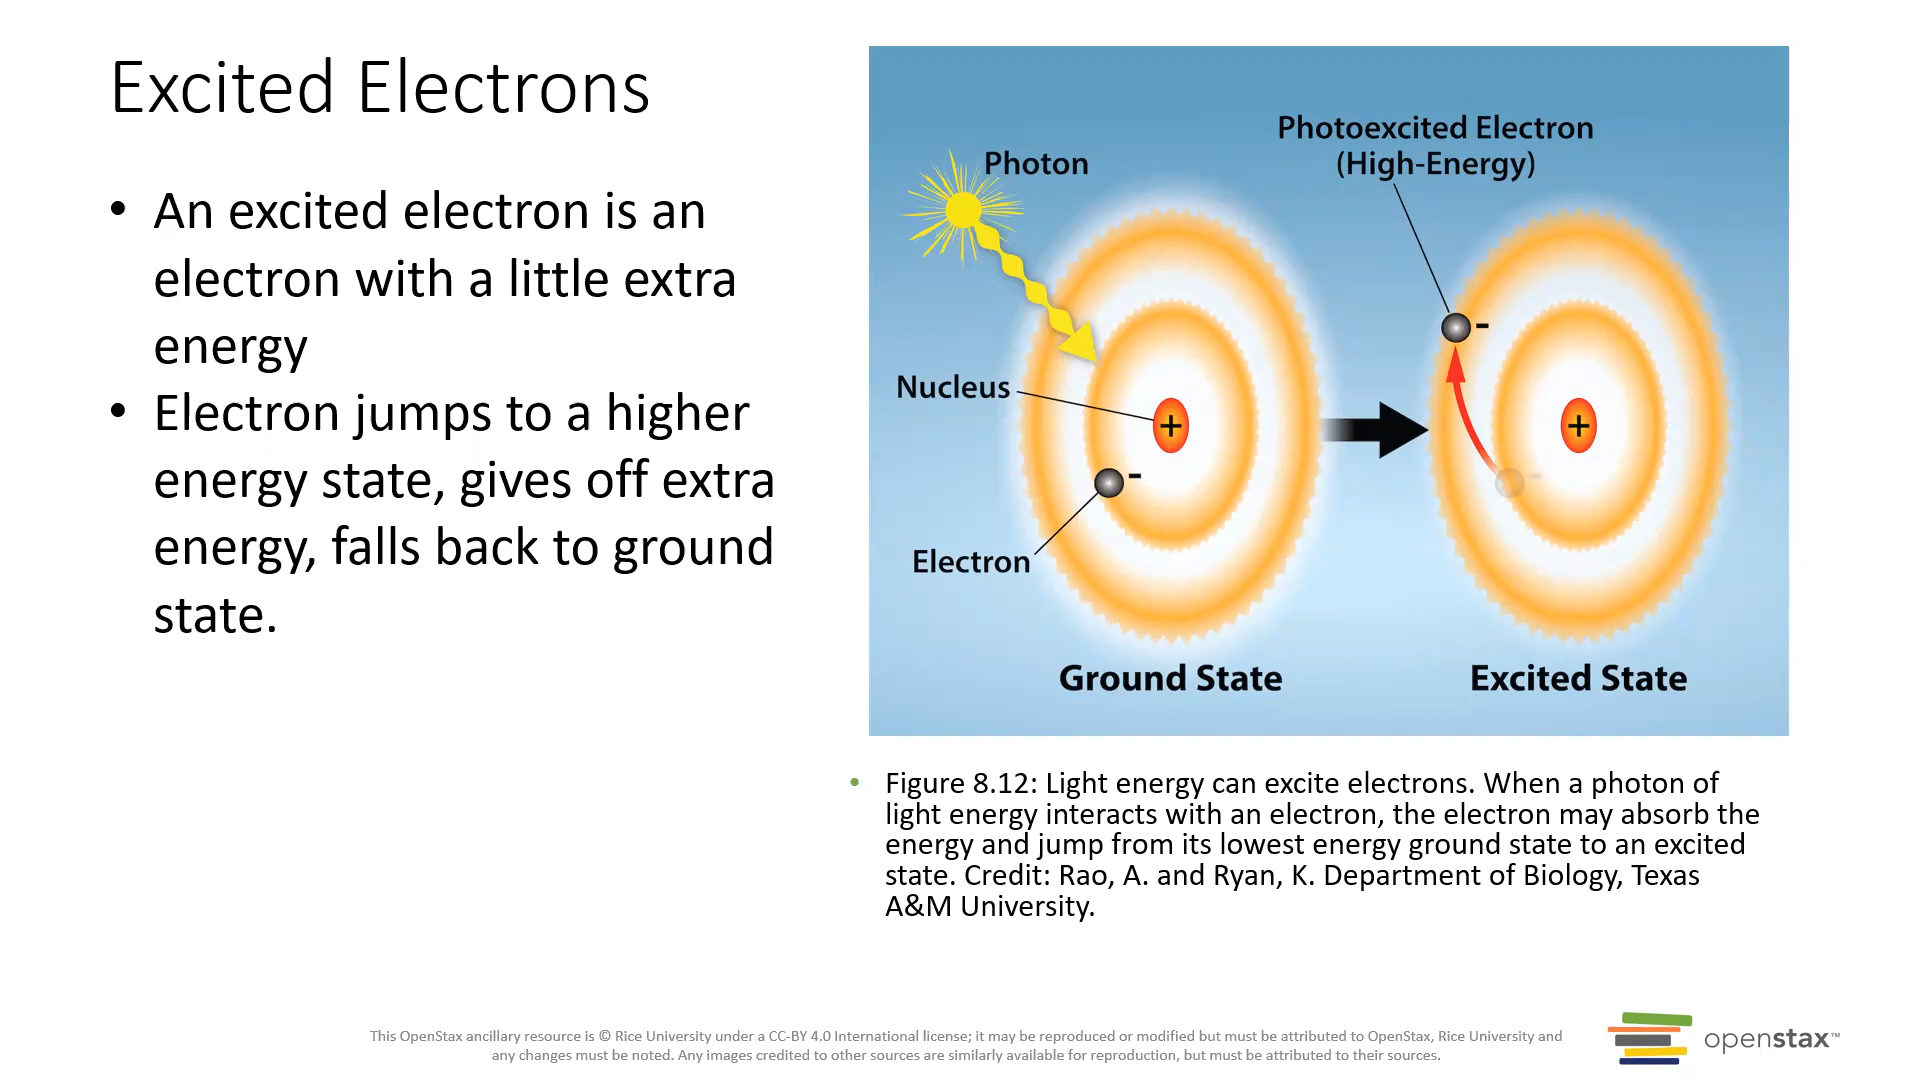 Excited Electrons
• An excited electron is an
electron with a little extra
energy
• Electron jumps to a higher
energy state, gives off extra
energy, falls back to ground
state.
Photon
Photoexcited Electron
(High-Energy)
Nucleus
+
-
Electron
Ground State
-
+
-
Excited State
• Figure 8.12: Light energy can excite electrons. When a photon of
light energy interacts with an electron, the electron may absorb the
energy and jump from its lowest energy ground state to an excited
state. Credit: Rao, A. and Ryan, K. Department of Biology, Texas
A&M University.
This OpenStax ancillary resource is © Rice University under a CC-BY 4.0 International license; it may be reproduced or modified but must be attributed to OpenStax, Rice University and
any changes must be noted. Any images credited to other sources are similarly available for reproduction, but must be attributed to their sources.
openstax™